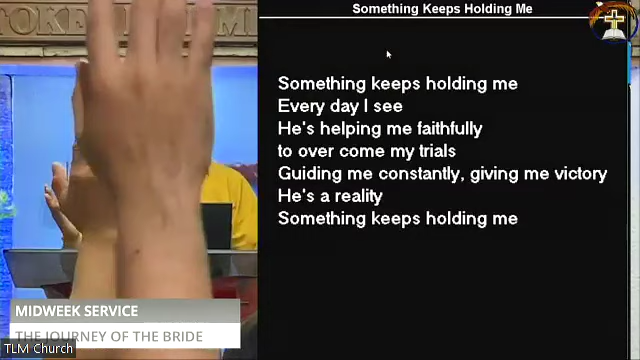 Something Keeps Holding Me
Something keeps holding me
Every day I see
He's helping me faithfully
to over come my trials
Guiding me constantly, giving me victory
He's a reality
Something keeps holding me
MIDWEEK SERVICE
THE JOURNEY OF THE BRIDE
TLM Church